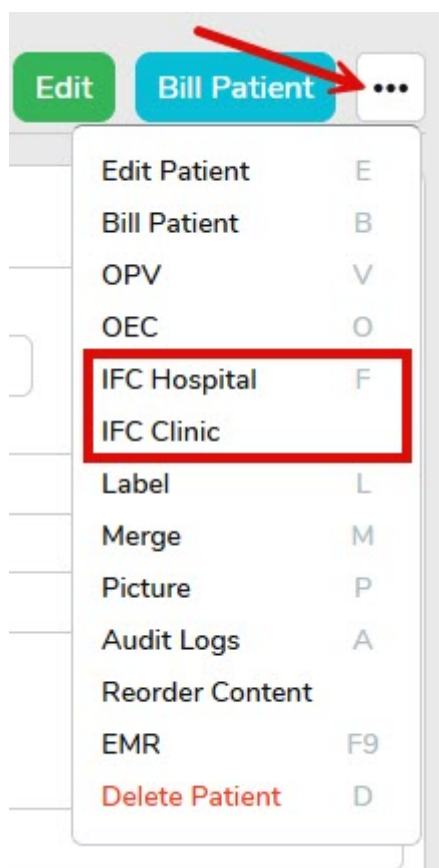 Edit Bill Patient •••
Edit Patient E
Bill Patient B
OPV V
OEC O
IFC Hospital F
IFC Clinic
Label L
Merge M
Picture P
Audit Logs A
Reorder Content
EMR F9
Delete Patient D